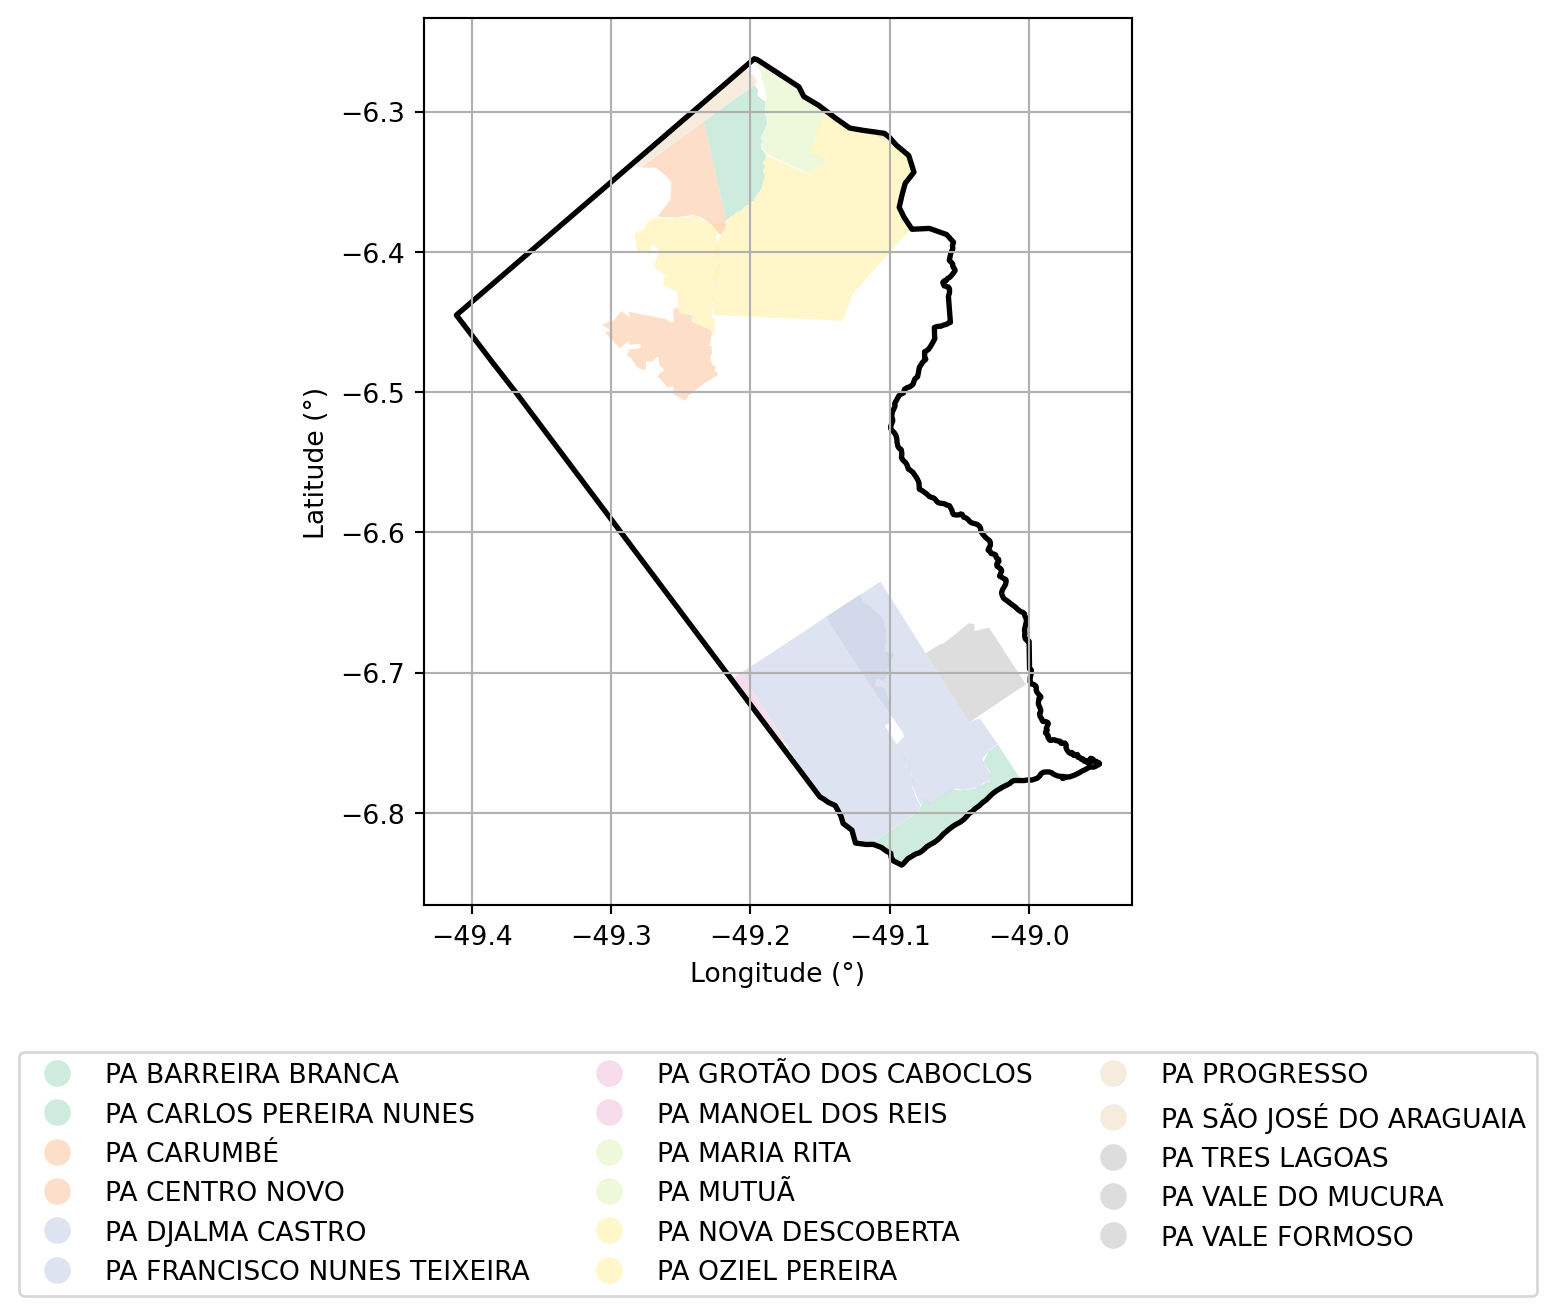 −6.3
−6.4
−6.5
−6.6
−6.7
−6.8
Latitude (°)
−49.4 −49.3 −49.2 −49.1 −49.0
Longitude (°)
PA BARREIRA BRANCA
PA CARLOS PEREIRA NUNES
PA CARUMBÉ
PA CENTRO NOVO
PA DJALMA CASTRO
PA FRANCISCO NUNES TEIXEIRA
PA GROTÃO DOS CABOCLOS
PA MANOEL DOS REIS
PA MARIA RITA
PA MUTUÃ
PA NOVA DESCOBERTA
PA OZIEL PEREIRA
PA PROGRESSO
PA SÃO JOSÉ DO ARAGUAIA
PA TRES LAGOAS
PA VALE DO MUCURA
PA VALE FORMOSO